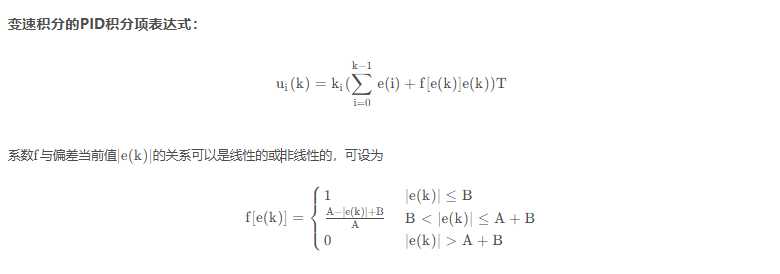 变速积分的PID积分项表达式：
u_i(k) = k_i(∑_{i=0}^{k−1} e(i) + f[e(k)]e(k))T
系数f与偏差当前值|e(k)|的关系可以是线性的或非线性的，可设为
f[e(k)] = { 1 |e(k)| ≤ B
(A−|e(k)|+B)/A B < |e(k)| ≤ A + B
0 |e(k)| > A + B